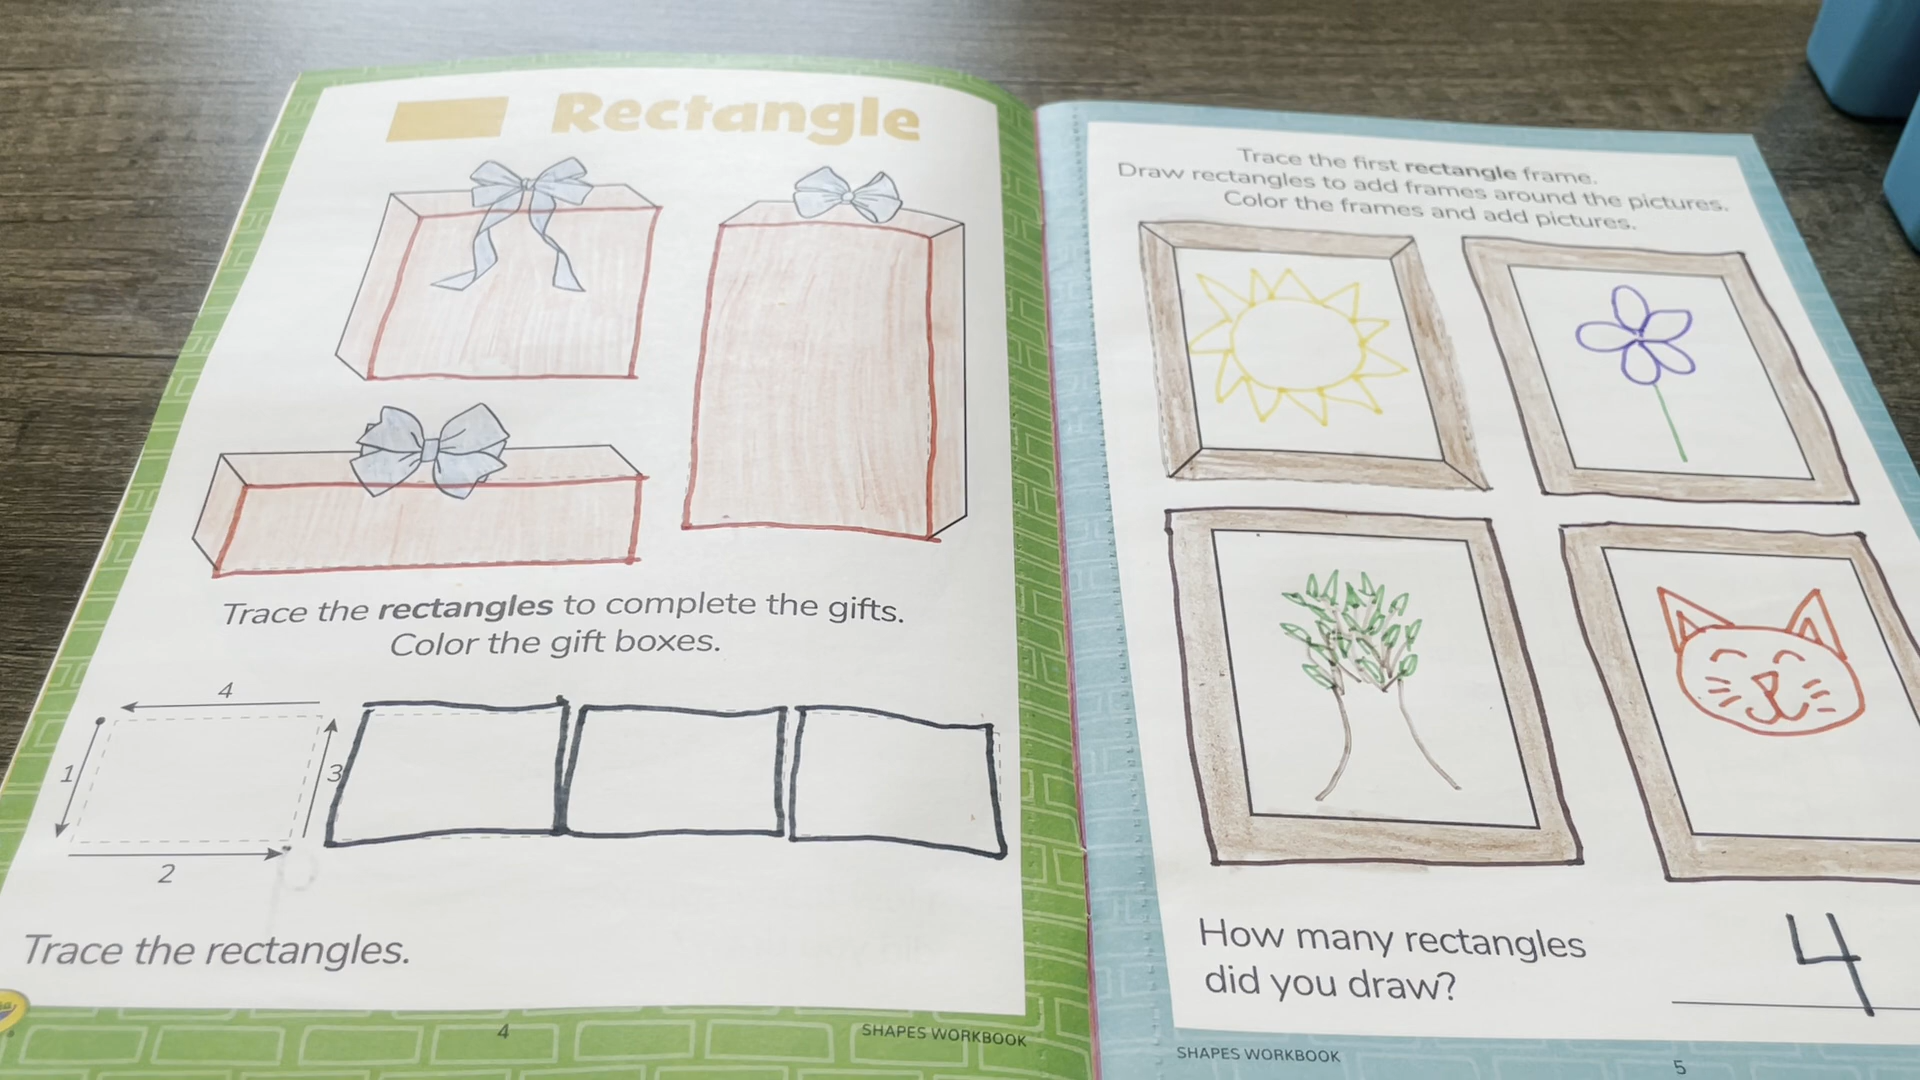 Rectangle
Trace the rectangles to complete the gifts.
Color the gift boxes.
4
1
3
2
Trace the rectangles.
4
SHAPES WORKBOOK
Trace the first rectangle frame.
Draw rectangles to add frames around the pictures.
Color the frames and add pictures.
How many rectangles
did you draw?
4
SHAPES WORKBOOK
5